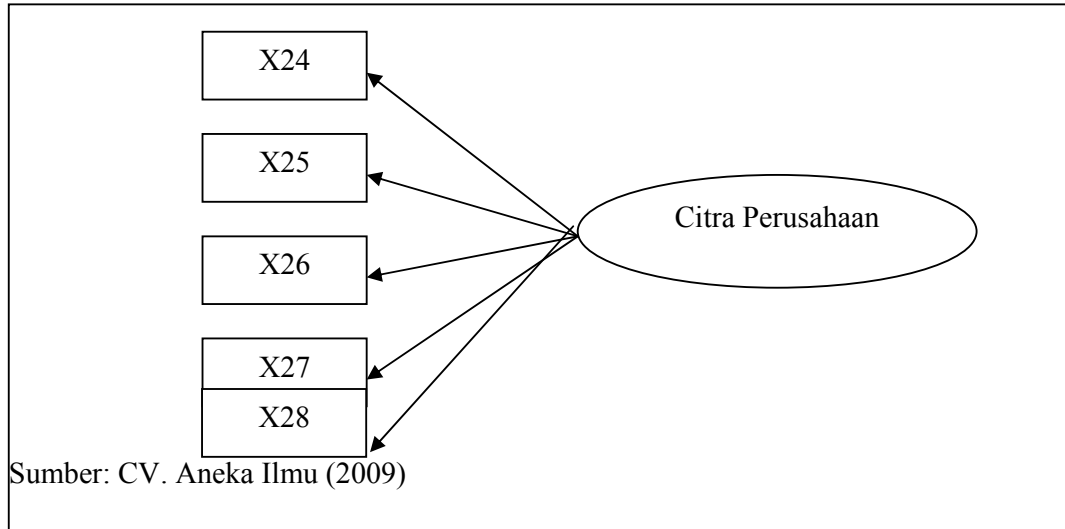 X24
X25
Citra Perusahaan
X26
X27
X28
Sumber: CV. Aneka Ilmu (2009)